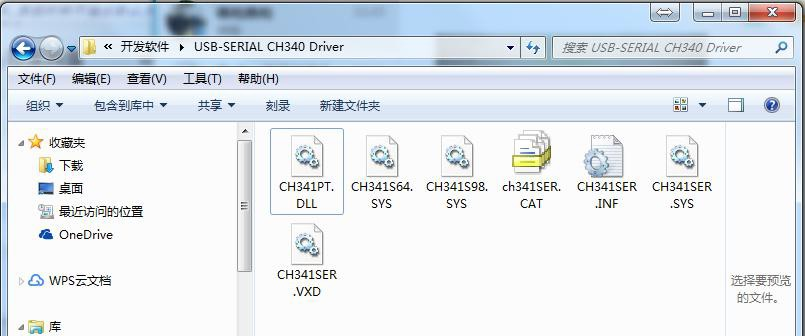 « 开发软件 ▸ USB-SERIAL CH340 Driver
搜索 USB-SERIAL CH340 Driver
文件(F) 编辑(E) 查看(V) 工具(T) 帮助(H)
组织 包含到库中 共享 刻录 新建文件夹
收藏夹
下载
桌面
最近访问的位置
OneDrive
WPS云文档
库
CH341PT.
DLL
CH341S64.
SYS
CH341S98.
SYS
ch341SER.
CAT
CH341SER
.INF
CH341SER
.SYS
CH341SER
.VXD
选择要预览
的文件。